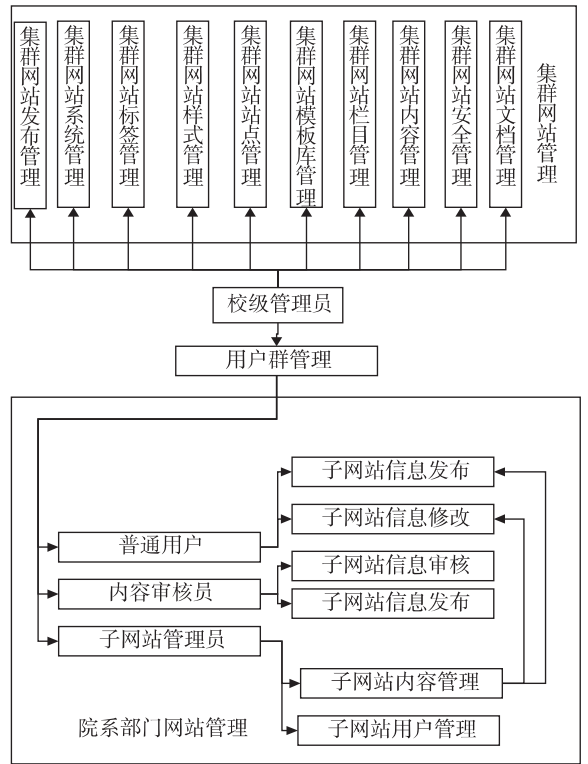 集群网站发布管理
集群网站系统管理
集群网站标签管理
集群网站样式管理
集群网站站点管理
集群网站模板库管理
集群网站栏目管理
集群网站内容管理
集群网站安全管理
集群网站文档管理
集群网站管理
校级管理员
用户群管理
子网站信息发布
子网站信息修改
普通用户
子网站信息审核
内容审核员
子网站信息发布
子网站管理员
子网站内容管理
院系部门网站管理
子网站用户管理